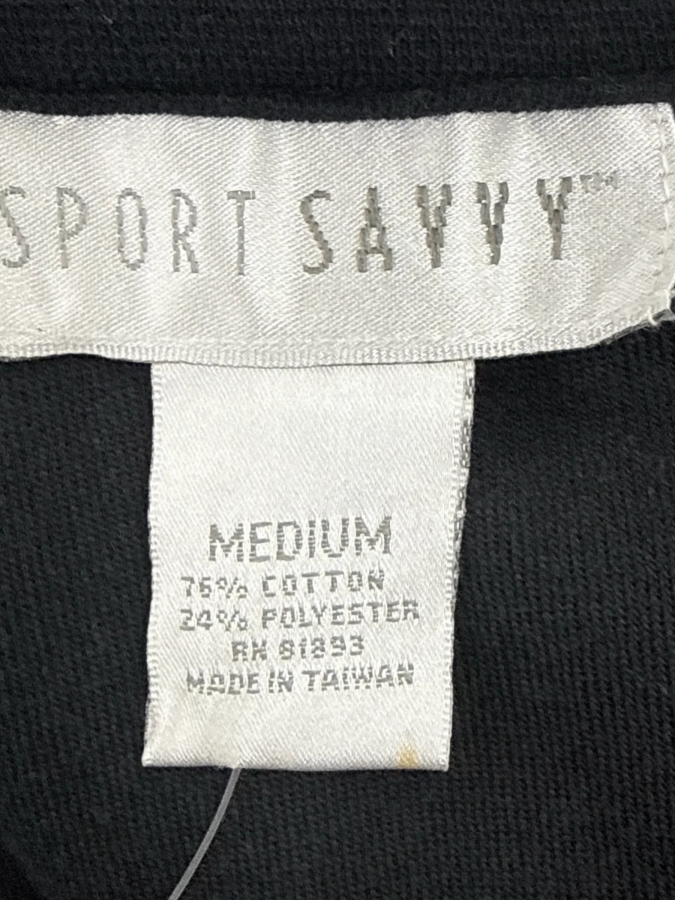 SPORT SAVVY™
MEDIUM
76% COTTON
24% POLYESTER
RN 81893
MADE IN TAIWAN